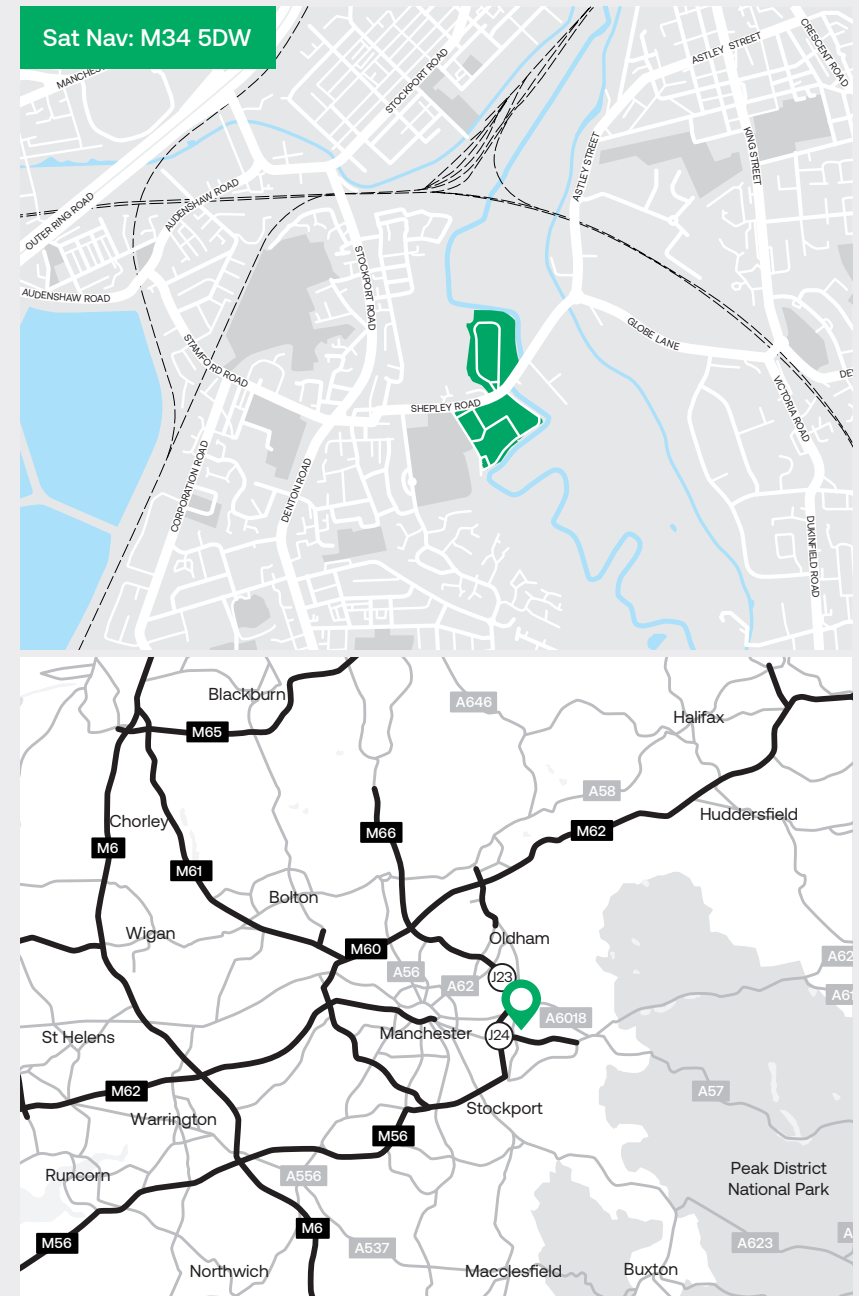 Sat Nav: M34 5DW
STOCKPORT ROAD
ASTLEY STREET
CRESCENT ROAD
KING STREET
ASTLEY STREET
OUTER RING ROAD
AUDENSHAW ROAD
AUDENSHAW ROAD
STOCKPORT ROAD
STAMFORD ROAD
GLOBE LANE
SHEPLEY ROAD
VICTORIA ROAD
CORPORATION ROAD
DENTON ROAD
DUKINFIELD ROAD
Blackburn
A646
Halifax
M65
A58
Huddersfield
Chorley
M6
M66
M62
M61
Bolton
Wigan
Oldham
M60
A56
A62
J23
A62
A6018
St Helens
Manchester
J24
M62
A57
Warrington
Stockport
M56
Runcorn
A556
Peak District
National Park
M6
M56
A537
A623
Northwich
Macclesfield
Buxton